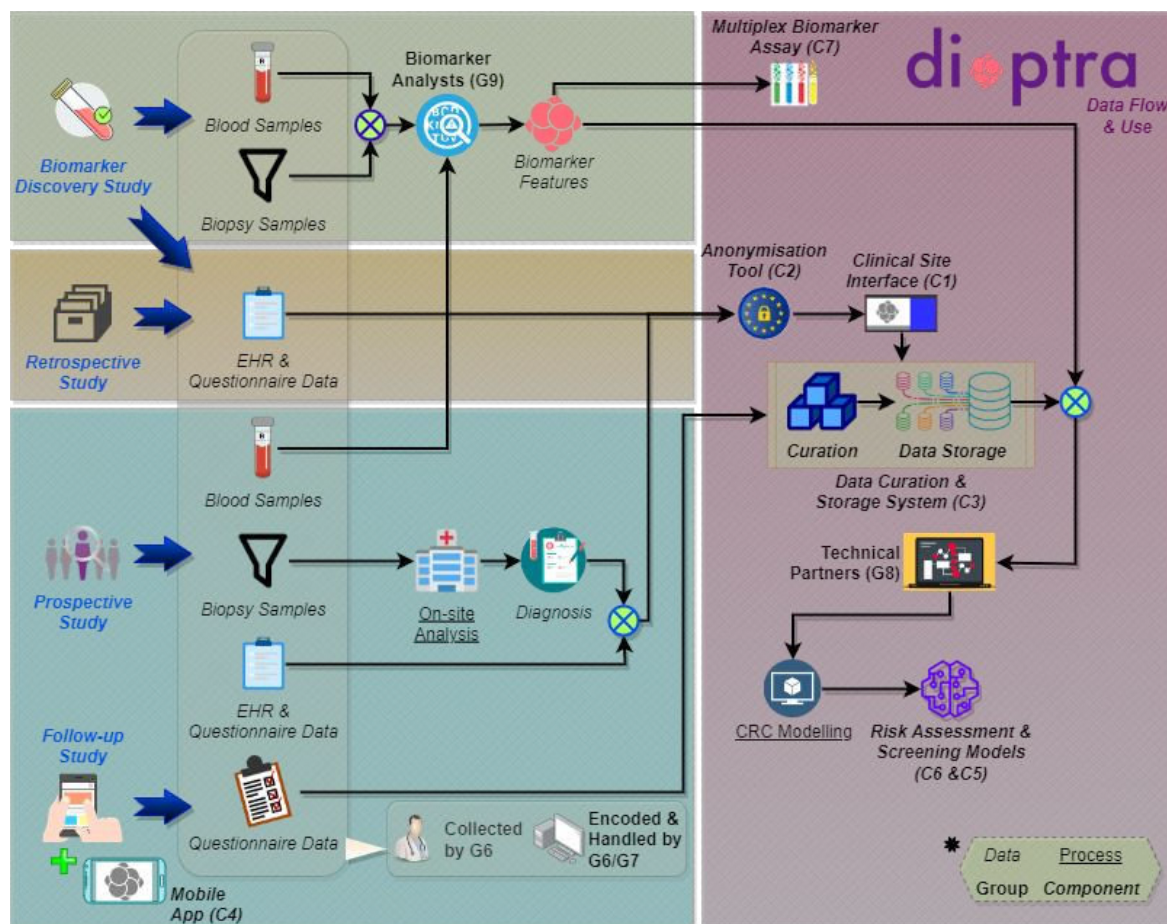 Biomarker
Discovery Study
Blood Samples
Biopsy Samples
Biomarker
Analysts (G9)
Biomarker
Features
Multiplex Biomarker
Assay (C7)
dioptra
Data Flow
& Use
Retrospective
Study
EHR &
Questionnaire Data
Anonymisation
Tool (C2)
Clinical Site
Interface (C1)
Curation
Data Storage
Data Curation &
Storage System (C3)
Blood Samples
Prospective
Study
Biopsy Samples
On-site
Analysis
Diagnosis
EHR &
Questionnaire Data
Technical
Partners (G8)
CRC Modelling
Risk Assessment &
Screening Models
(C6 &C5)
Follow-up
Study
Questionnaire Data
Mobile
App (C4)
Collected
by G6
Encoded &
Handled by
G6/G7
Data Process
Group Component